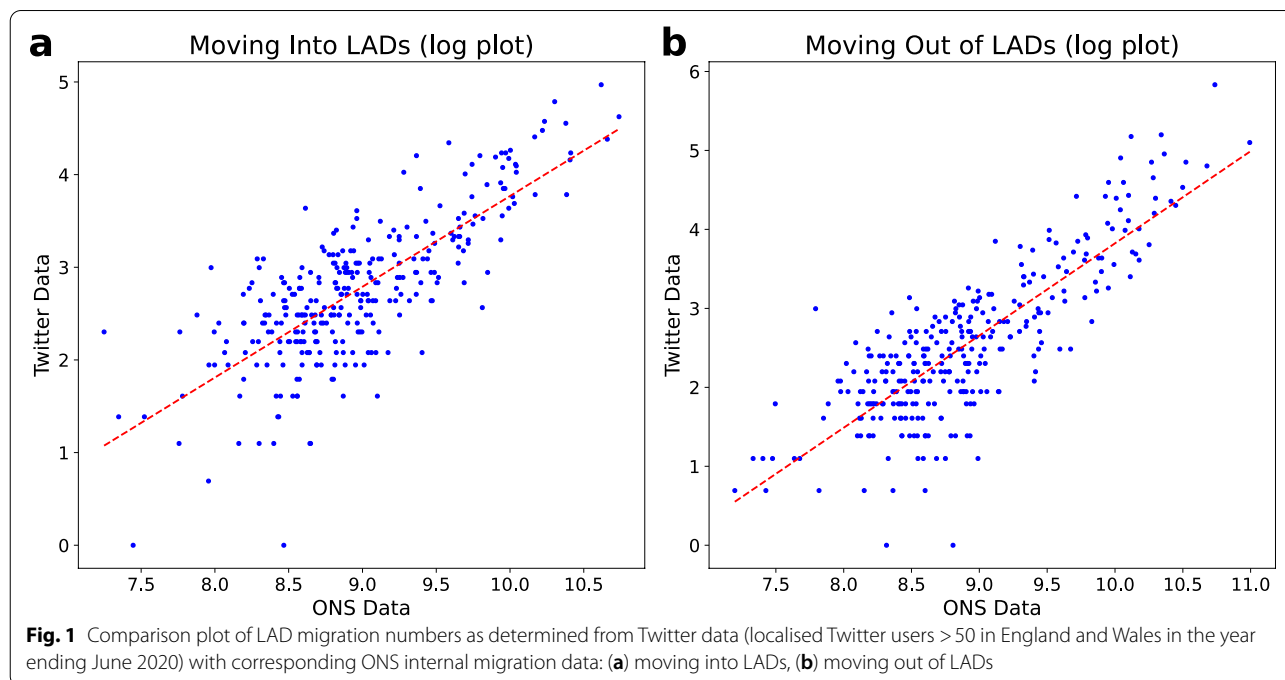 a
Moving Into LADs (log plot)
5
4
3
2
1
0
Twitter Data
7.5 8.0 8.5 9.0 9.5 10.0 10.5
ONS Data
b
Moving Out of LADs (log plot)
6
5
4
3
2
1
0
Twitter Data
7.5 8.0 8.5 9.0 9.5 10.0 10.5 11.0
ONS Data
Fig. 1 Comparison plot of LAD migration numbers as determined from Twitter data (localised Twitter users > 50 in England and Wales in the year
ending June 2020) with corresponding ONS internal migration data: (a) moving into LADs, (b) moving out of LADs